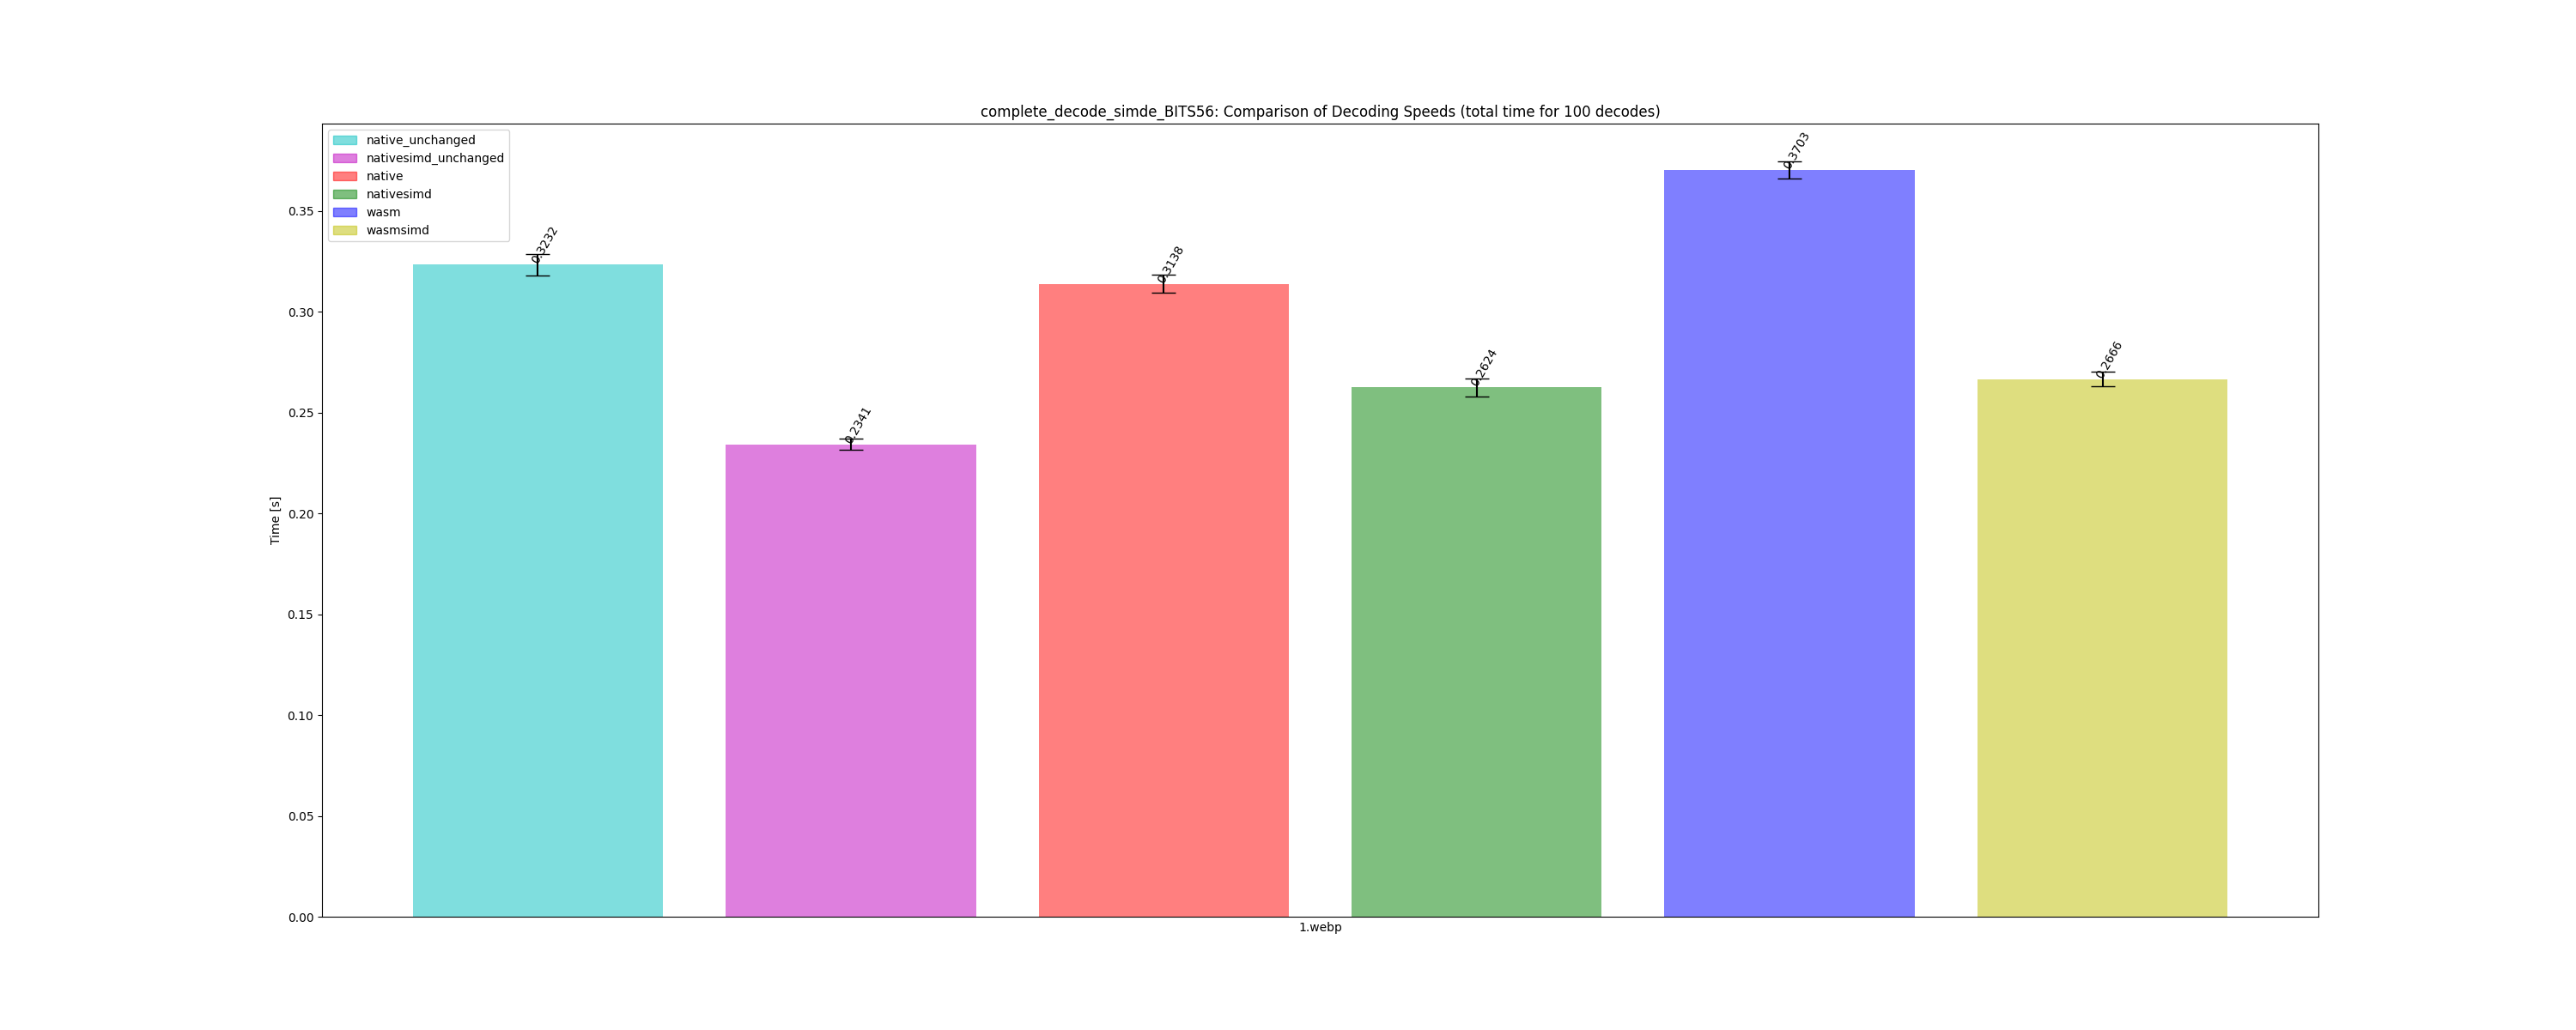 complete_decode_simde_BITS56: Comparison of Decoding Speeds (total time for 100 decodes)
native_unchanged
nativesimd_unchanged
native
nativesimd
wasm
wasmsimd
0.3232
0.2341
0.3138
0.2624
0.3703
0.2666
Time [s]
0.35
0.30
0.25
0.20
0.15
0.10
0.05
0.00
1.webp